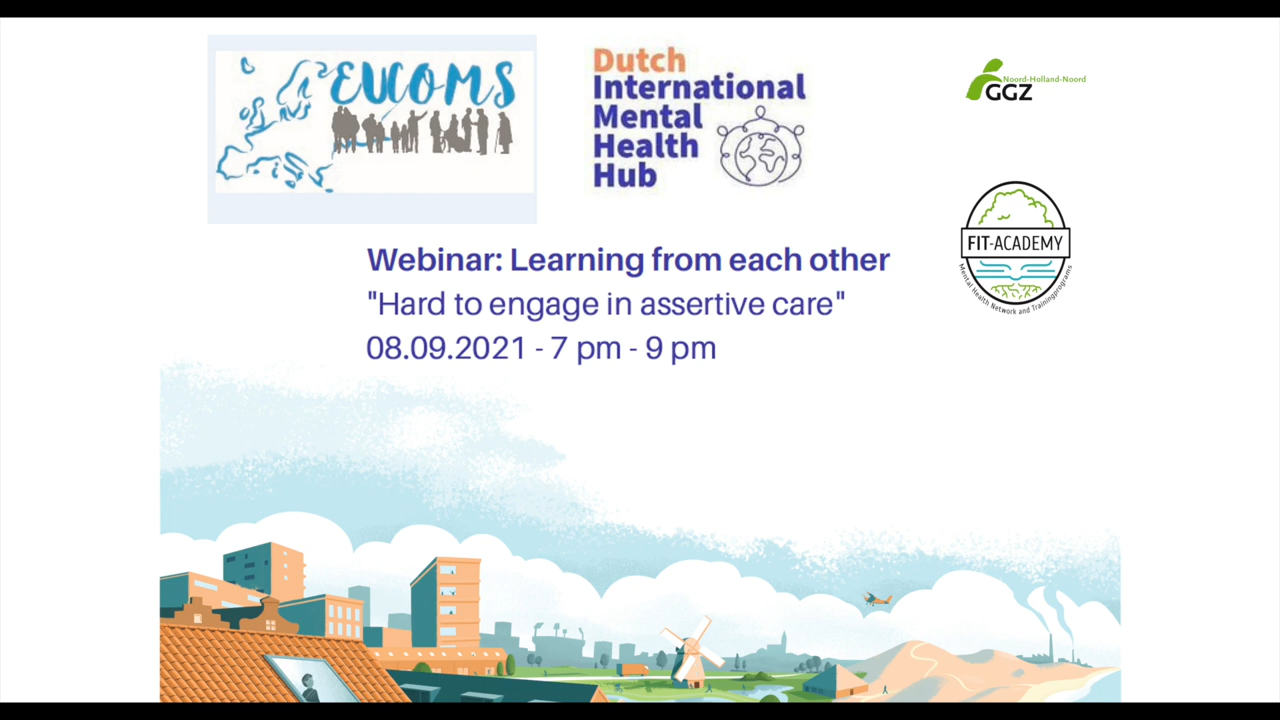 EUCOMS
Dutch
International
Mental
Health
Hub
Noord-Holland-Noord
GGZ
FIT-ACADEMY
Mental Health Network and Trainingprograms
Webinar: Learning from each other
"Hard to engage in assertive care"
08.09.2021 - 7 pm - 9 pm